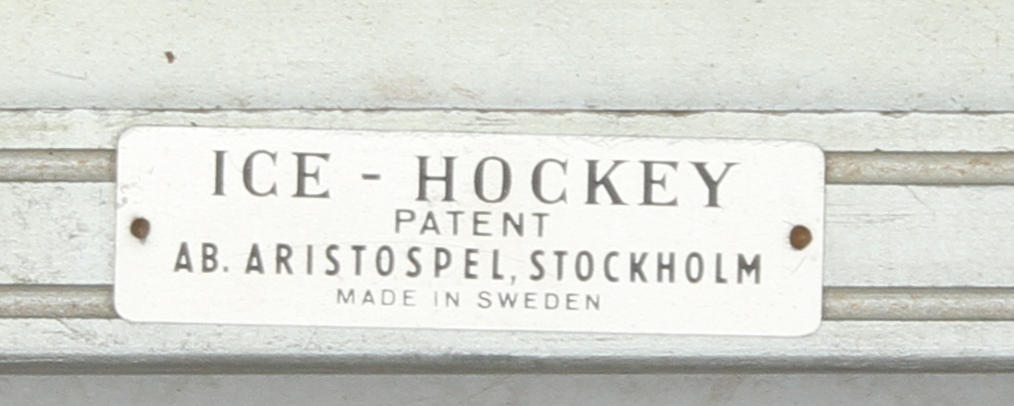 ICE - HOCKEY
PATENT
AB. ARISTOSPEL, STOCKHOLM
MADE IN SWEDEN